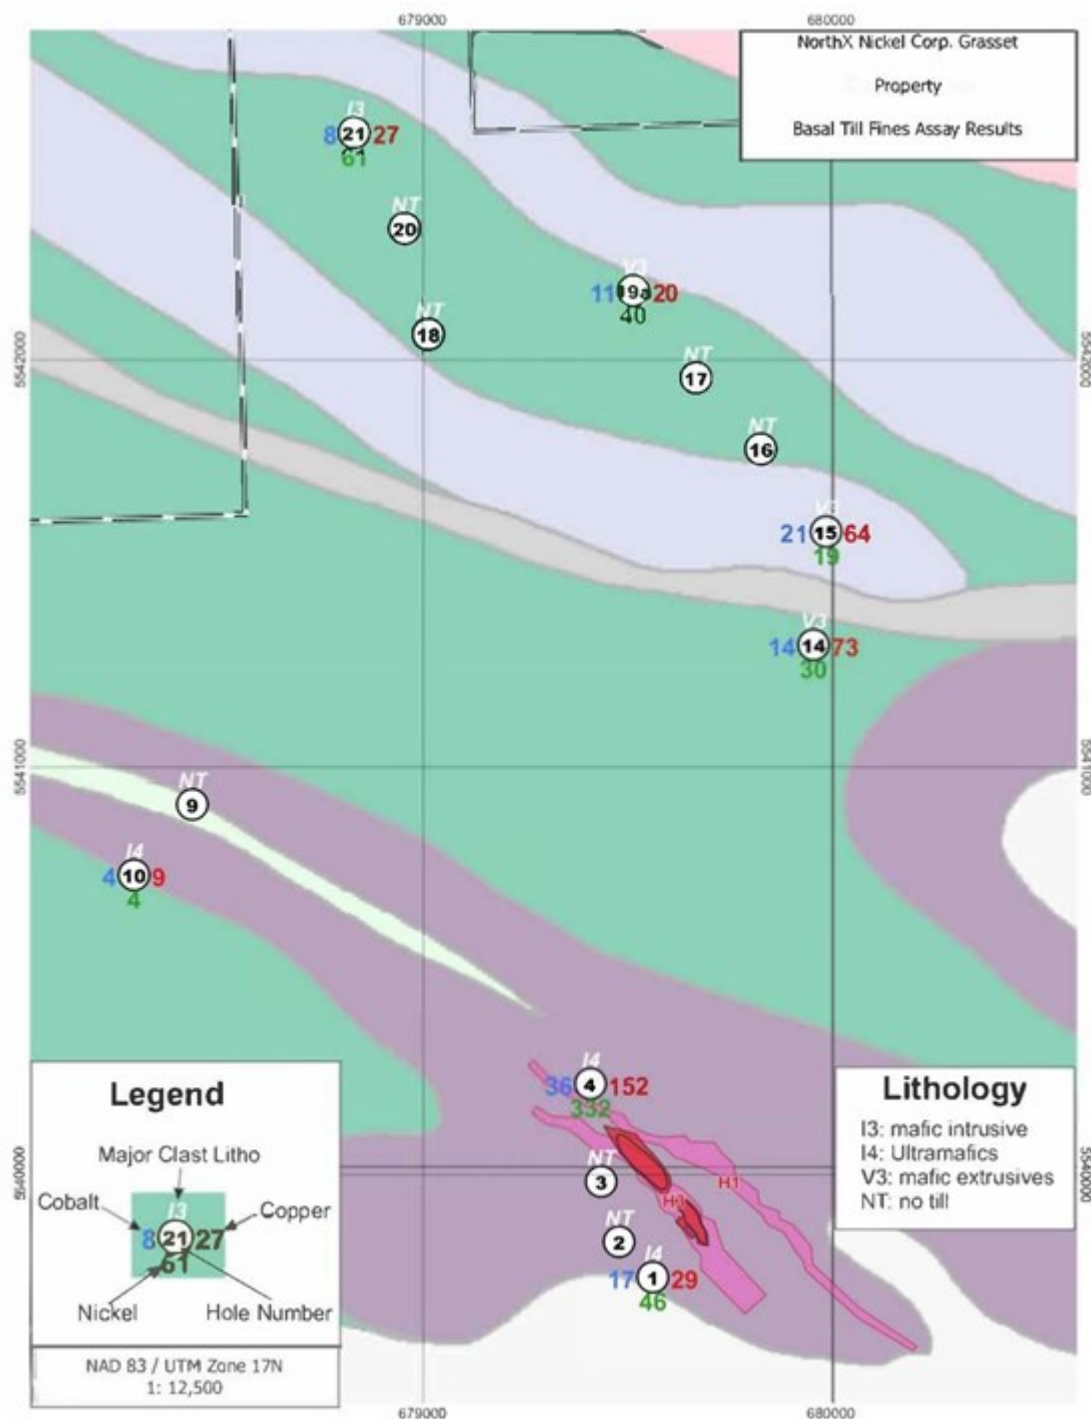 679000 680000
NorthX Nickel Corp. Grasset
Property
Basal Till Fines Assay Results
I3
8 21 27
61
NT
20
V3
11 19a 20
40
NT
18
5542000 5542000
NT
17
NT
16
V3
21 15 64
19
V3
14 14 73
30
5541000 5541000
NT
9
I4
4 10 9
4
I4
36 4 152
332
H1
NT
3
H3
5540000 5540000
NT
2
I4
17 1 29
46
Legend
Major Clast Litho
Cobalt
Copper
I3
8 21 27
61
Nickel
Hole Number
NAD 83 / UTM Zone 17N
1: 12,500
Lithology
I3: mafic intrusive
I4: Ultramafics
V3: mafic extrusives
NT: no till
679000 680000